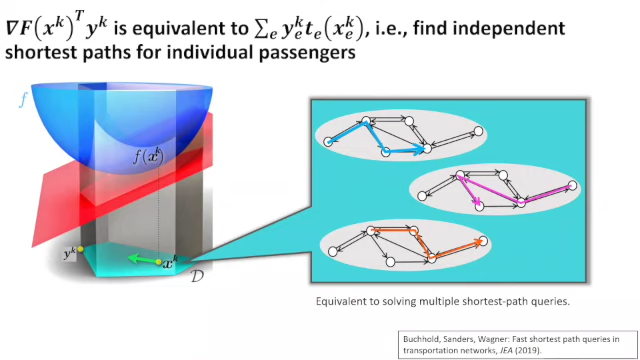 ∇F(x^k)^T y^k is equivalent to ∑_e y_e^k t_e(x_e^k), i.e., find independent
shortest paths for individual passengers
f
f(x^k)
y^k
x^k
𝒟
Equivalent to solving multiple shortest-path queries.
Buchhold, Sanders, Wagner: Fast shortest path queries in
transportation networks, JEA (2019).